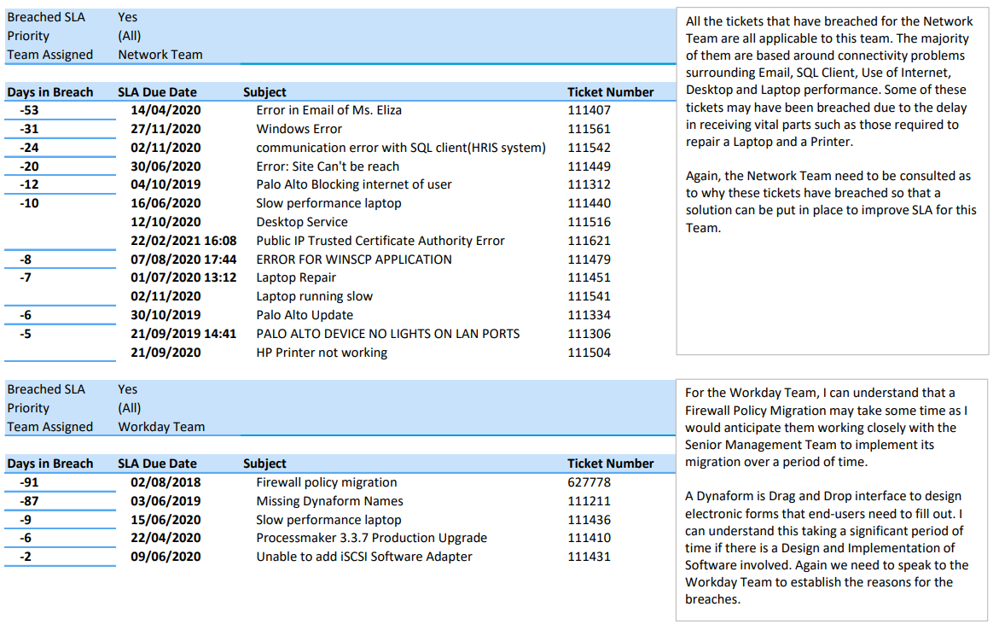 Breached SLA Yes
Priority (All)
Team Assigned Network Team
Days in Breach SLA Due Date Subject Ticket Number
-53 14/04/2020 Error in Email of Ms. Eliza 111407
-31 27/11/2020 Windows Error 111561
-24 02/11/2020 communication error with SQL client(HRIS system) 111542
-20 30/06/2020 Error: Site Can't be reach 111449
-12 04/10/2019 Palo Alto Blocking internet of user 111312
-10 16/06/2020 Slow performance laptop 111440
12/10/2020 Desktop Service 111516
22/02/2021 16:08 Public IP Trusted Certificate Authority Error 111621
-8 07/08/2020 17:44 ERROR FOR WINSCP APPLICATION 111479
-7 01/07/2020 13:12 Laptop Repair 111451
02/11/2020 Laptop running slow 111541
-6 30/10/2019 Palo Alto Update 111334
-5 21/09/2019 14:41 PALO ALTO DEVICE NO LIGHTS ON LAN PORTS 111306
21/09/2020 HP Printer not working 111504
All the tickets that have breached for the Network
Team are all applicable to this team. The majority
of them are based around connectivity problems
surrounding Email, SQL Client, Use of Internet,
Desktop and Laptop performance. Some of these
tickets may have been breached due to the delay
in receiving vital parts such as those required to
repair a Laptop and a Printer.
Again, the Network Team need to be consulted as
to why these tickets have breached so that a
solution can be put in place to improve SLA for this
Team.
Breached SLA Yes
Priority (All)
Team Assigned Workday Team
Days in Breach SLA Due Date Subject Ticket Number
-91 02/08/2018 Firewall policy migration 627778
-87 03/06/2019 Missing Dynaform Names 111211
-9 15/06/2020 Slow performance laptop 111436
-6 22/04/2020 Processmaker 3.3.7 Production Upgrade 111410
-2 09/06/2020 Unable to add iSCSI Software Adapter 111431
For the Workday Team, I can understand that a
Firewall Policy Migration may take some time as I
would anticipate them working closely with the
Senior Management Team to implement its
migration over a period of time.
A Dynaform is Drag and Drop interface to design
electronic forms that end-users need to fill out. I
can understand this taking a significant period of
time if there is a Design and Implementation of
Software involved. Again we need to speak to the
Workday Team to establish the reasons for the
breaches.